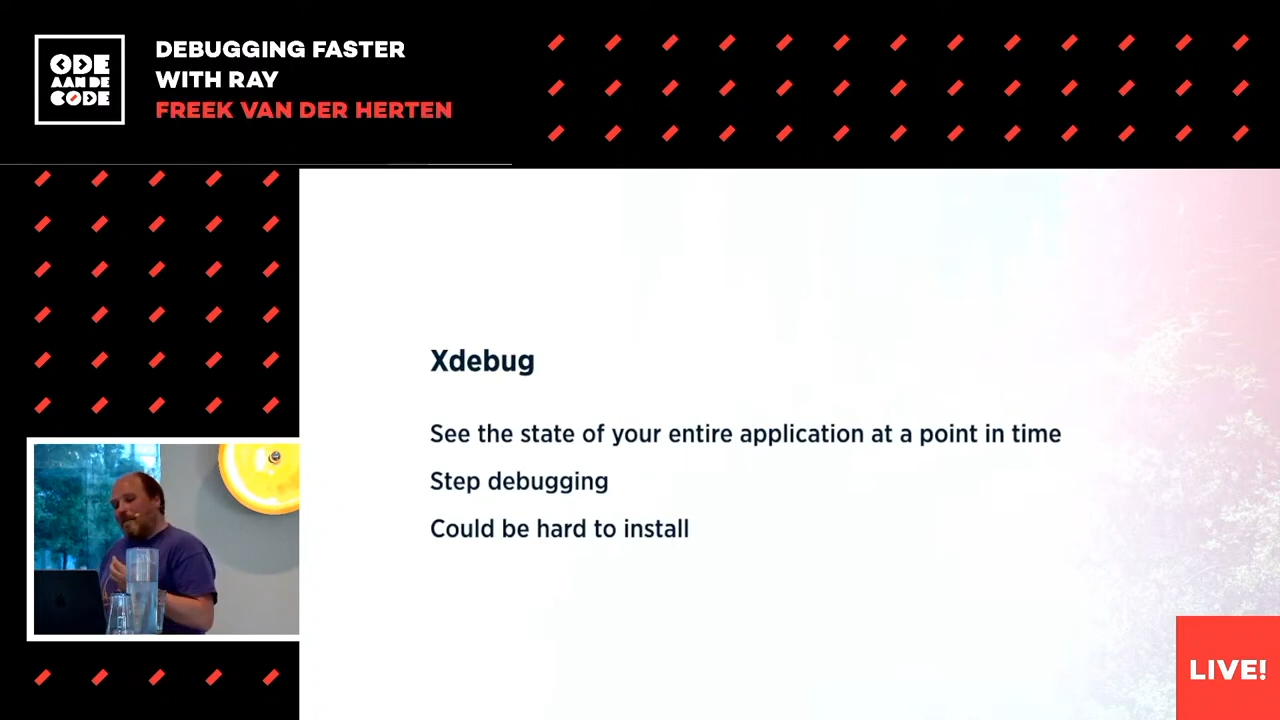 ODE
AAN DE
CODE
DEBUGGING FASTER
WITH RAY
FREEK VAN DER HERTEN
Xdebug
See the state of your entire application at a point in time
Step debugging
Could be hard to install
LIVE!